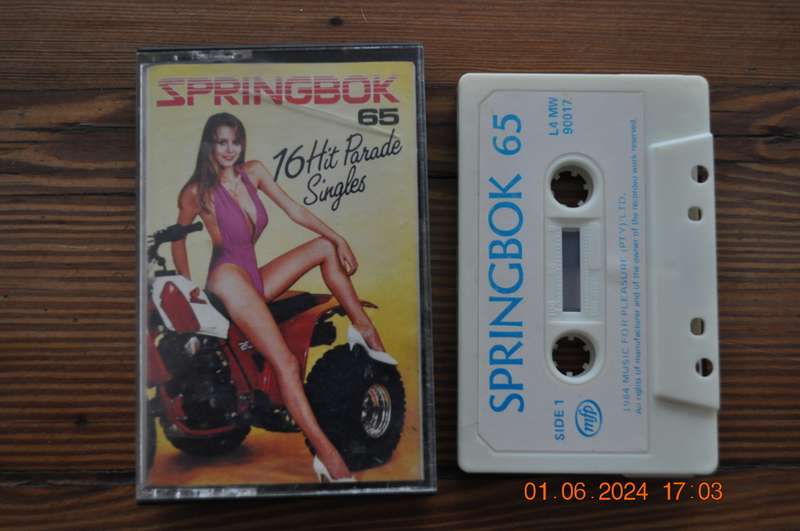 SPRINGBOK
65
16 Hit Parade
Singles
SPRINGBOK 65
L4 MW
90017
SIDE 1
mfp
1984 MUSIC FOR PLEASURE (PTY) LTD.
All rights of manufacturer and of the owner of the recorded work reserved.
01.06.2024 17:03